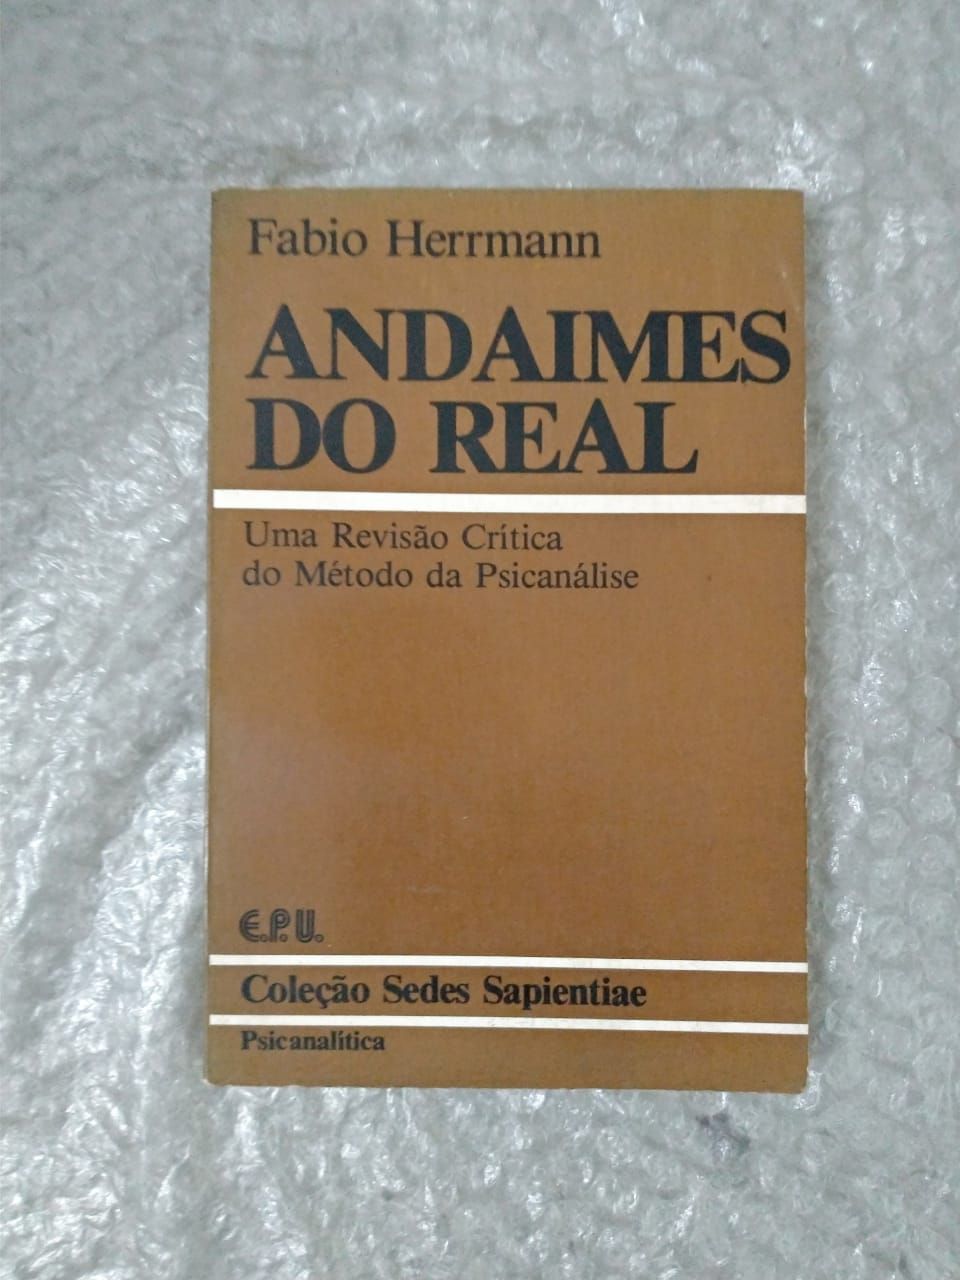 Fabio Herrmann
ANDAIMES
DO REAL
Uma Revisão Crítica
do Método da Psicanálise
E.P.U.
Coleção Sedes Sapientiae
Psicanalítica